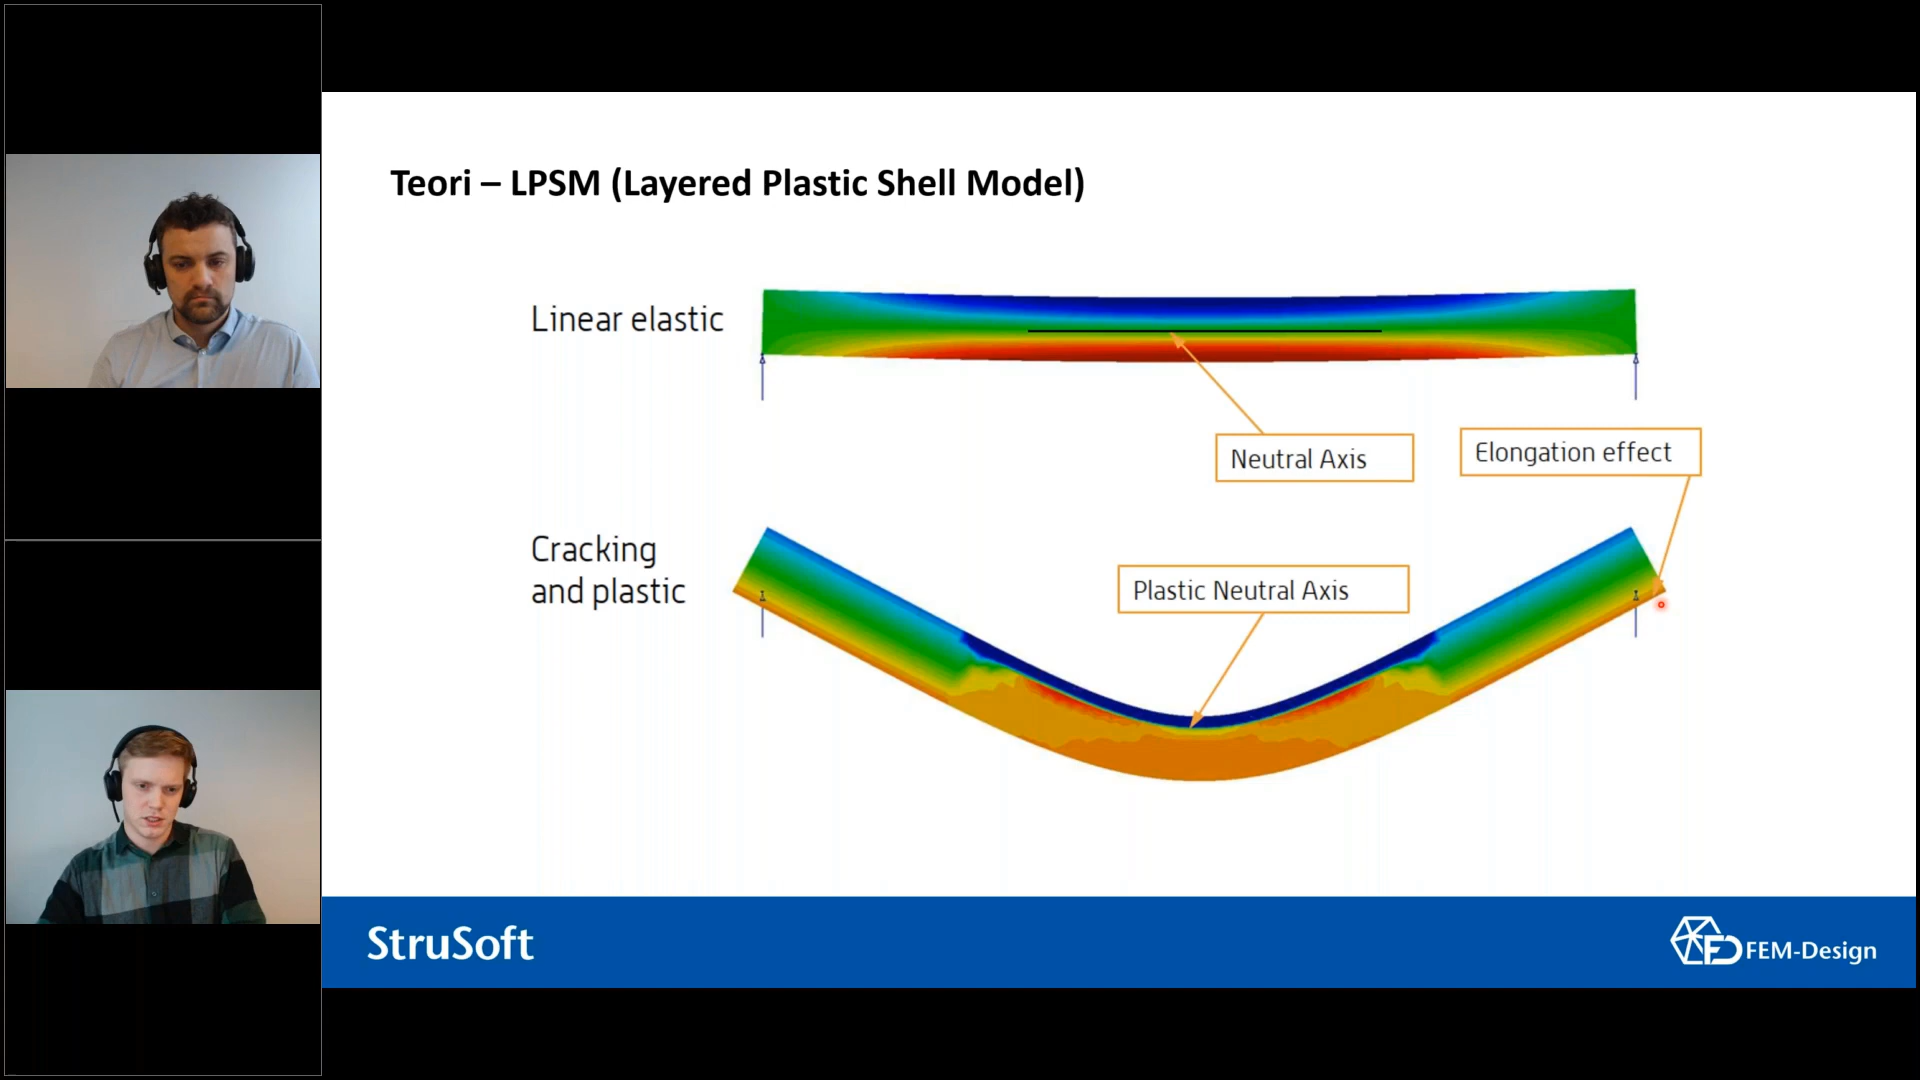 Teori – LPSM (Layered Plastic Shell Model)
Linear elastic
Neutral Axis
Elongation effect
Cracking
and plastic
Plastic Neutral Axis
StruSoft
FD FEM-Design